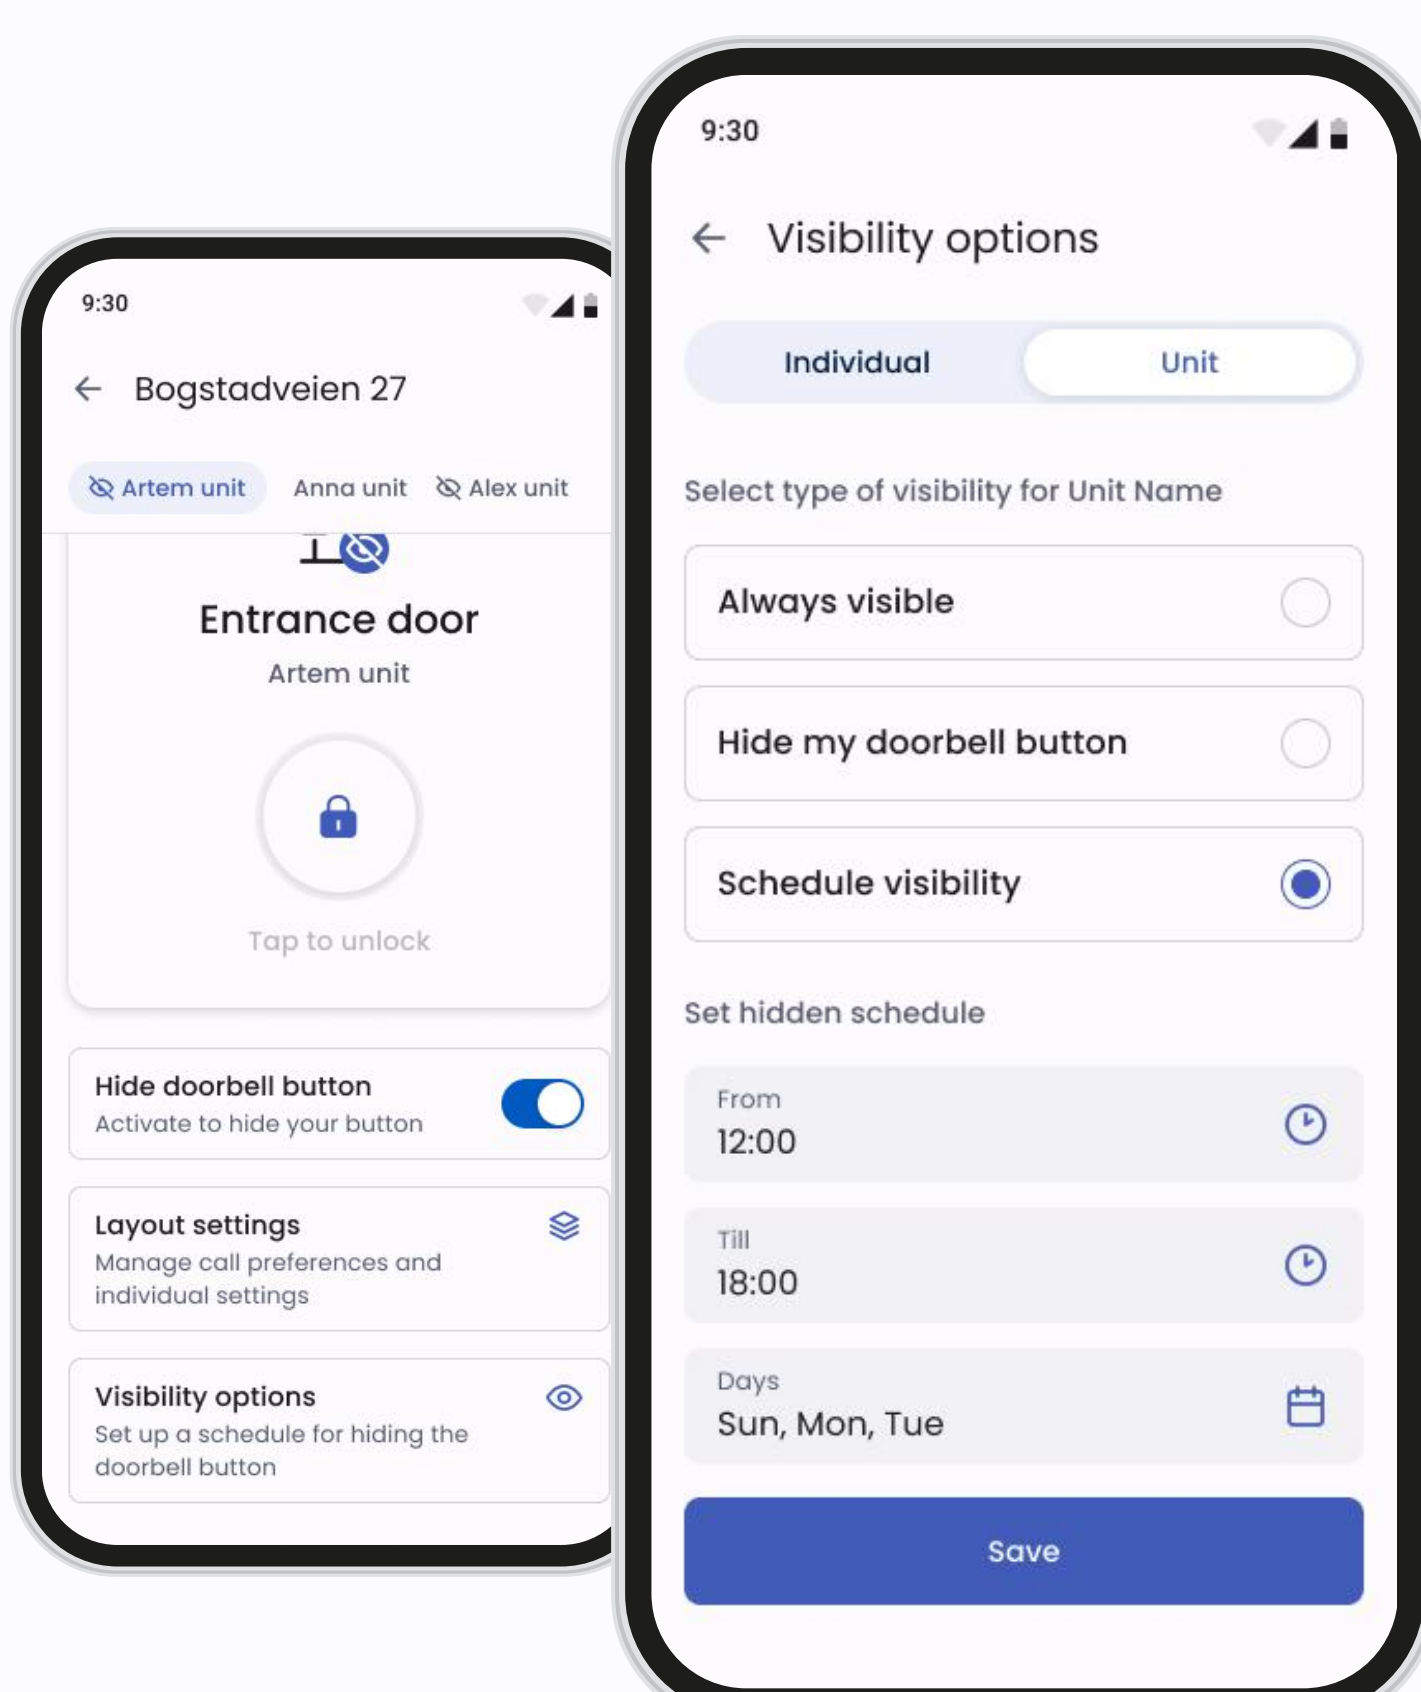 9:30
Bogstadveien 27
Artem unit Anna unit Alex unit
Entrance door
Artem unit
Tap to unlock
Hide doorbell button
Activate to hide your button
Layout settings
Manage call preferences and
individual settings
Visibility options
Set up a schedule for hiding the
doorbell button
9:30
Visibility options
Individual Unit
Select type of visibility for Unit Name
Always visible
Hide my doorbell button
Schedule visibility
Set hidden schedule
From
12:00
Till
18:00
Days
Sun, Mon, Tue
Save